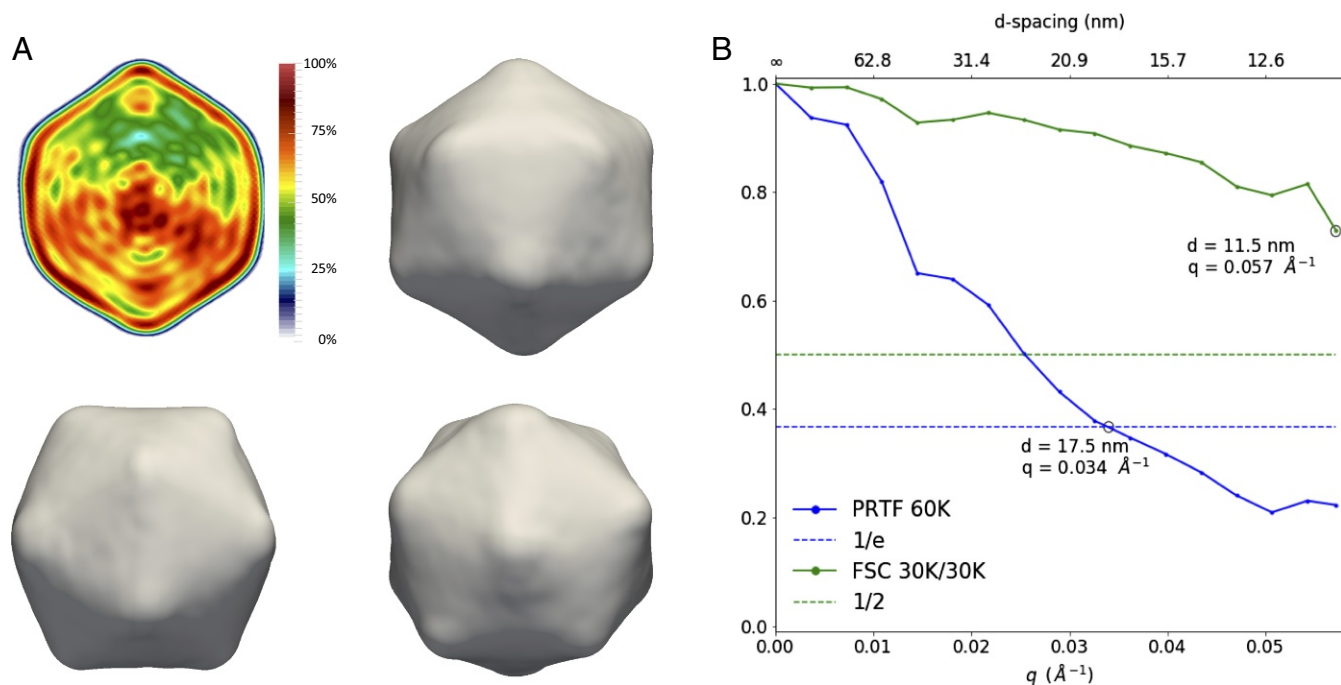 A
100%
75%
50%
25%
0%
B
d-spacing (nm)
∞ 62.8 31.4 20.9 15.7 12.6
1.0
0.8
0.6
0.4
0.2
0.0
d = 11.5 nm
q = 0.057 Å⁻¹
d = 17.5 nm
q = 0.034 Å⁻¹
PRTF 60K
1/e
FSC 30K/30K
1/2
0.00 0.01 0.02 0.03 0.04 0.05
q (Å⁻¹)